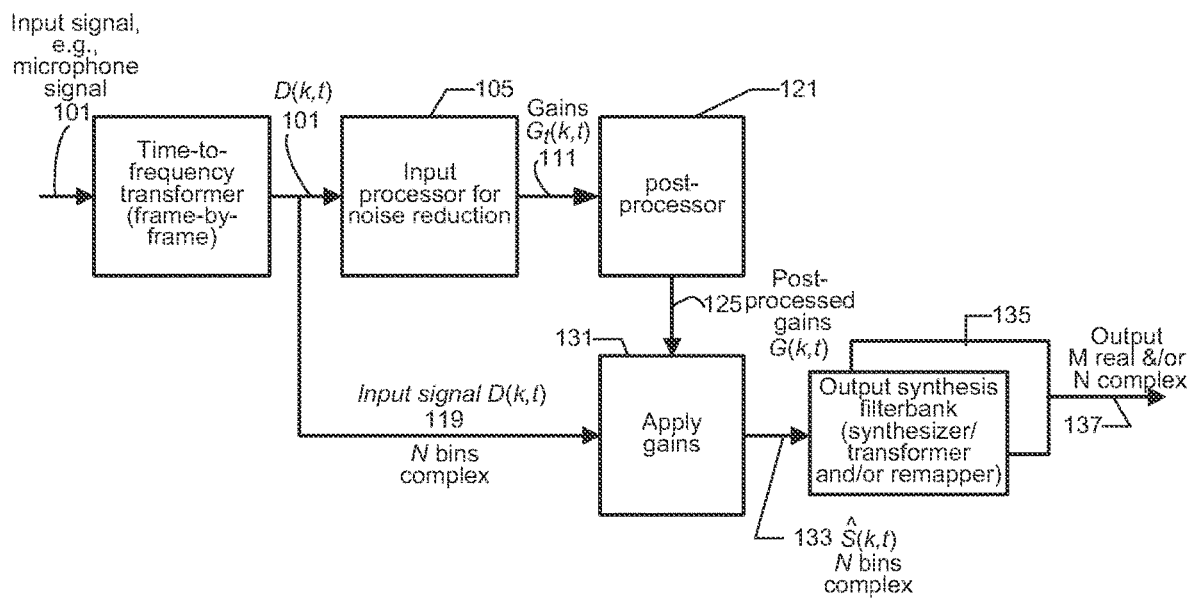 Input signal,
e.g.,
microphone
signal
101
Time-to-
frequency
transformer
(frame-by-
frame)
D(k,t)
101
105
Input
processor for
noise reduction
Gains
Gt(k,t)
111
121
post-
processor
125
Post-
processed
gains
G(k,t)
131
Input signal D(k,t)
119
N bins
complex
Apply
gains
133 Ŝ(k,t)
N bins
complex
135
Output synthesis
filterbank
(synthesizer/
transformer
and/or remapper)
Output
M real &/or
N complex
137